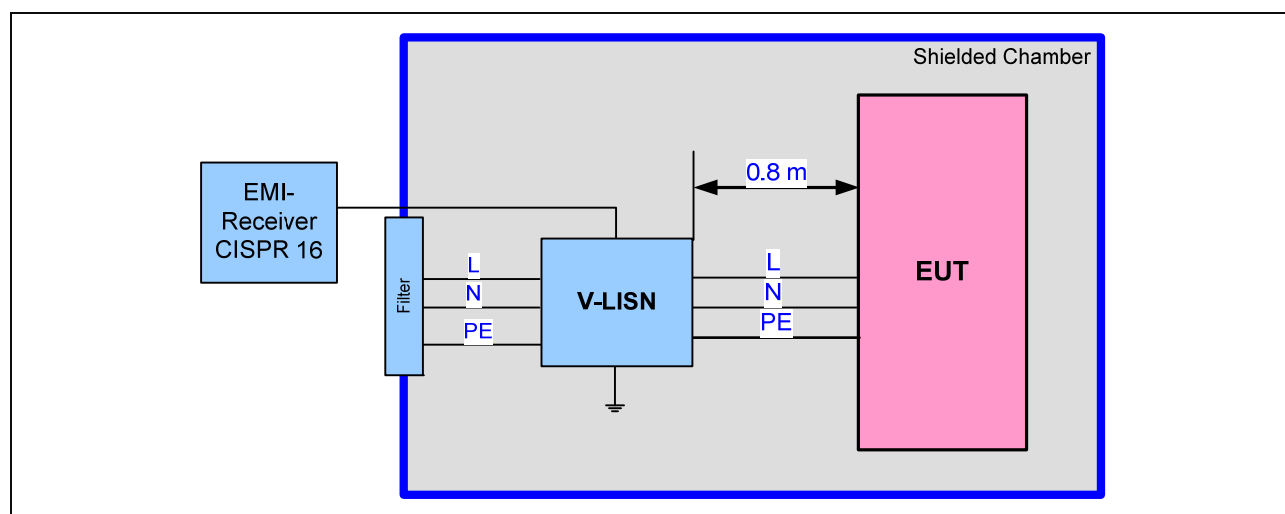 Shielded Chamber
0.8 m
EMI-
Receiver
CISPR 16
Filter
L
N
PE
V-LISN
L
N
PE
EUT